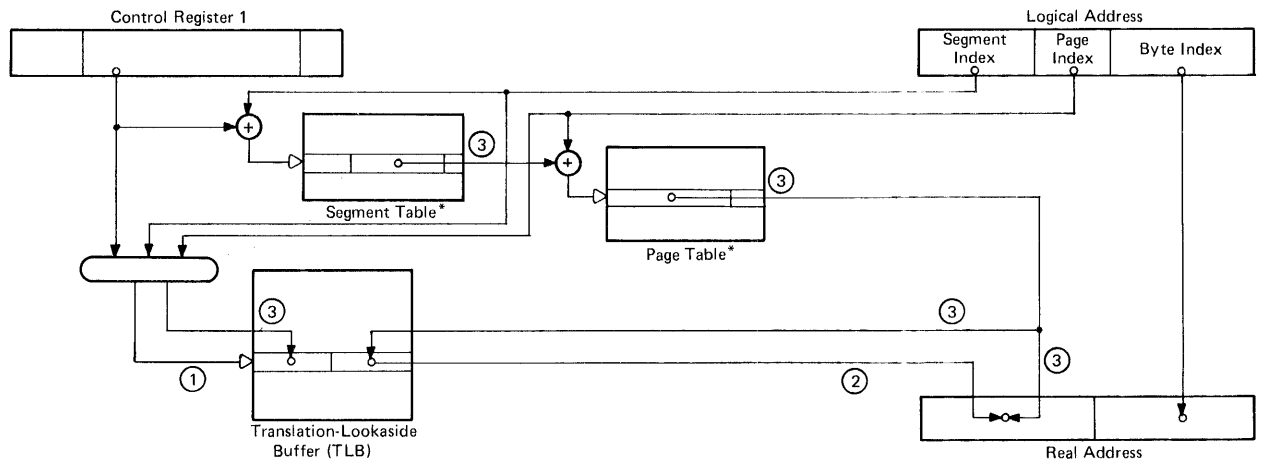 Control Register 1
Logical Address
Segment
Index
Page
Index
Byte Index
+
3
+
3
Segment Table*
Page Table*
3
3
3
1
2
Translation-Lookaside
Buffer (TLB)
Real Address